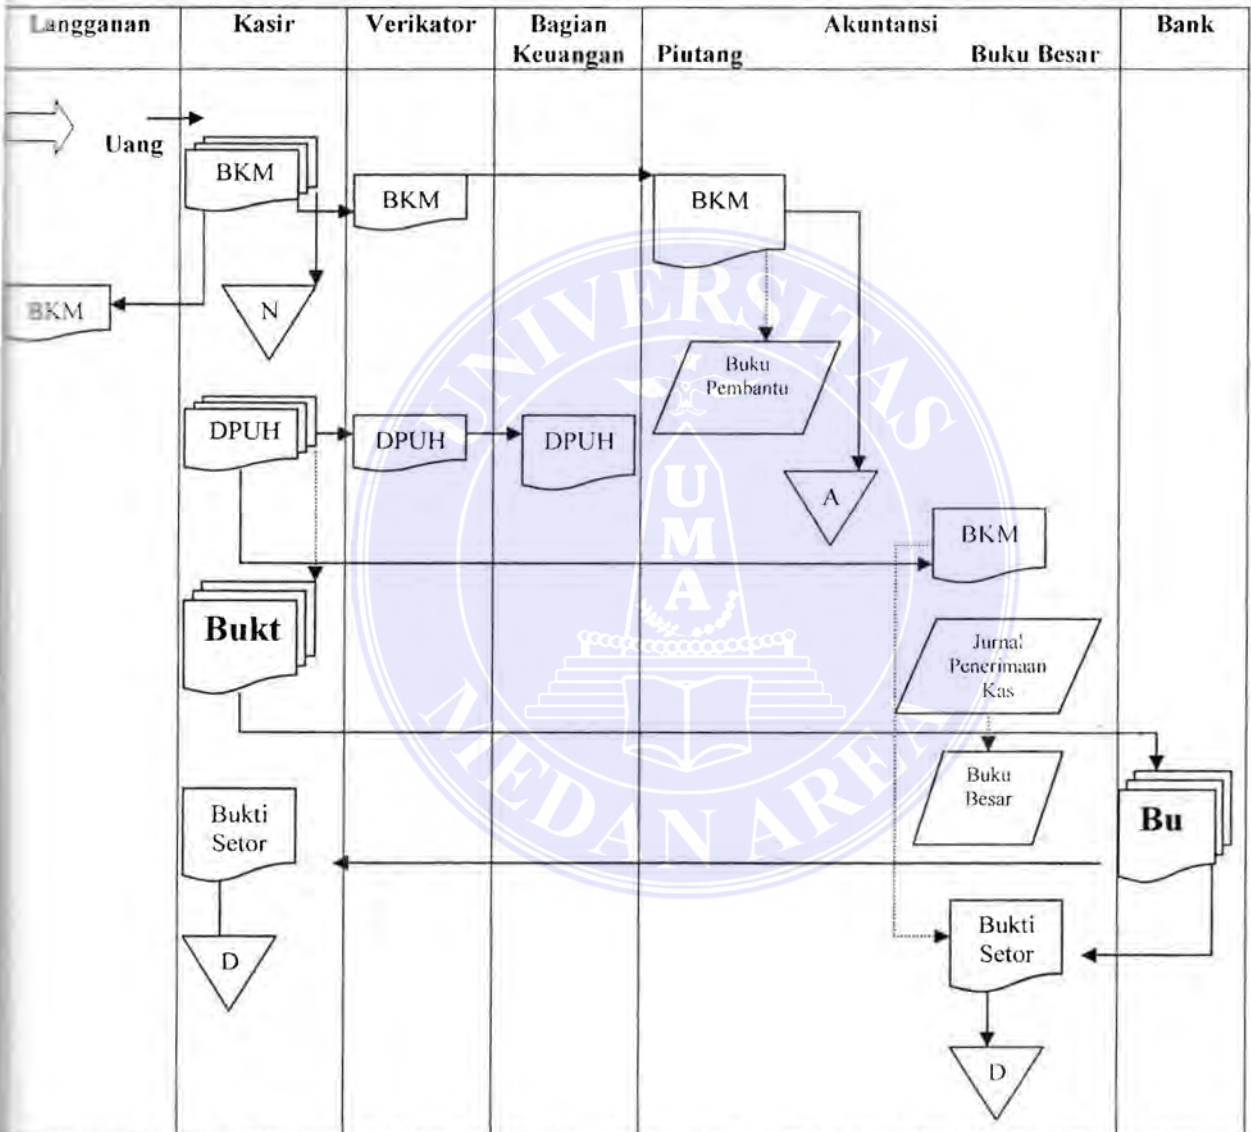 Langganan
Kasir
Verikator
Bagian
Keuangan
Akuntansi
Piutang
Buku Besar
Bank
Uang
BKM
BKM
BKM
BKM
N
Buku
Pembantu
DPUH
DPUH
DPUH
A
BKM
Bukt
Jurnal
Penerimaan
Kas
Buku
Besar
Bu
Bukti
Setor
D
Bukti
Setor
D
UNIVERSITAS
MEDAN AREA
UMA